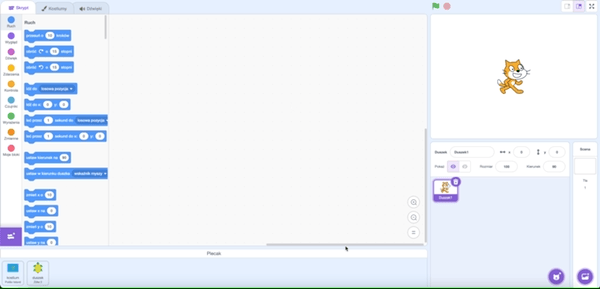 Skrypt
Kostiumy
Dźwięki
Ruch
Ruch
Wygląd
Dźwięk
Zdarzenia
Kontrola
Czujniki
Wyrażenia
Zmienne
Moje bloki
przesuń o 10 kroków
obróć o 15 stopni
obróć o 15 stopni
idź do losowa pozycja
idź do x: 0 y: 0
leć przez 1 sekund do losowa pozycja
leć przez 1 sekund do x: 0 y: 0
ustaw kierunek na 90
ustaw w kierunku duszka wskaźnik myszy
zmień x o 10
ustaw x na 0
zmień y o 10
ustaw y na 0
Plecak
Duszek
Duszek1
x 0
y 0
Pokaż
Rozmiar 100
Kierunek 90
Duszek1
Scena
Tła
1